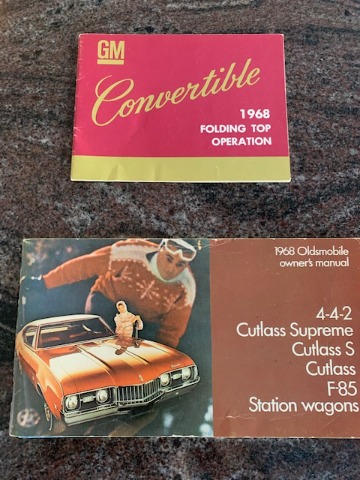 GM
Convertible
1968
FOLDING TOP
OPERATION
1968 Oldsmobile
owner's manual
4-4-2
Cutlass Supreme
Cutlass S
Cutlass
F-85
Station wagons